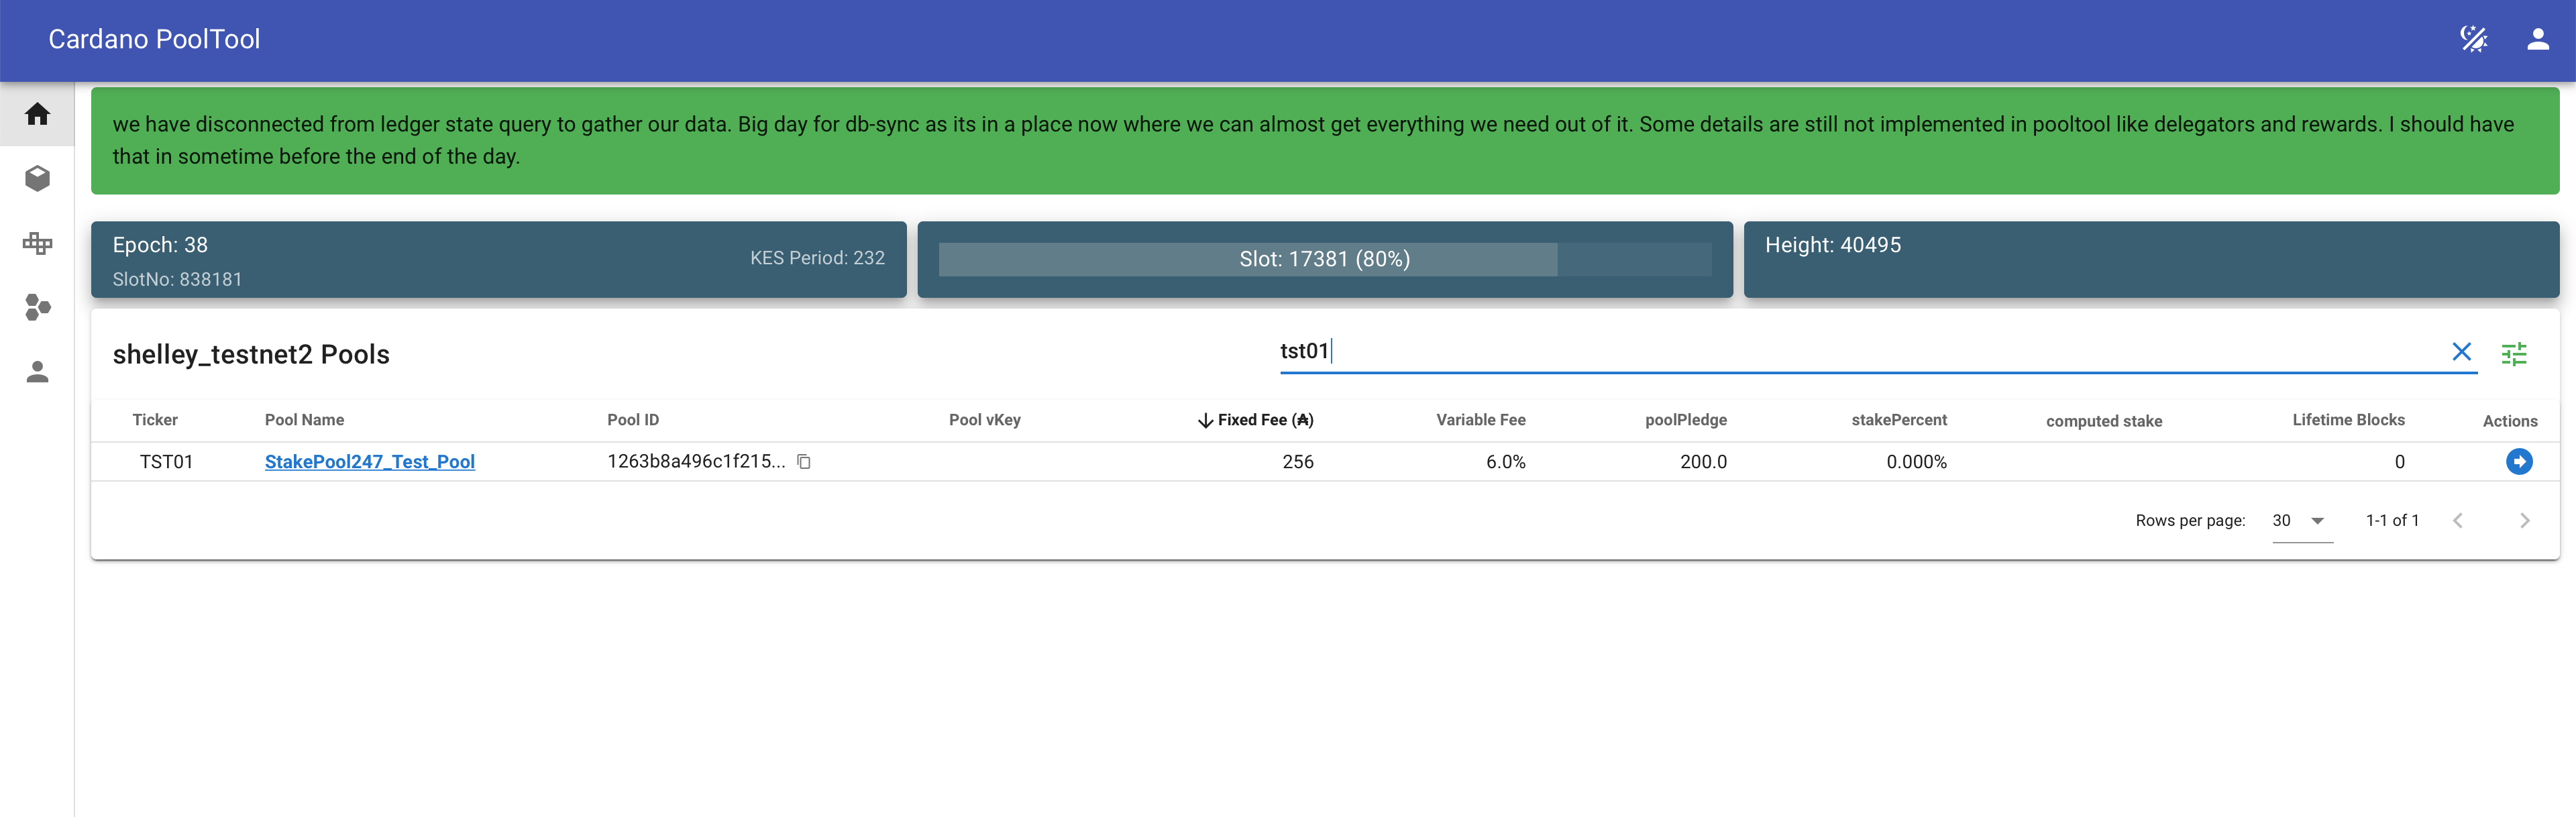 Cardano PoolTool
we have disconnected from ledger state query to gather our data. Big day for db-sync as its in a place now where we can almost get everything we need out of it. Some details are still not implemented in pooltool like delegators and rewards. I should have
that in sometime before the end of the day.
Epoch: 38
SlotNo: 838181
KES Period: 232
Slot: 17381 (80%)
Height: 40495
shelley_testnet2 Pools
tst01
Ticker Pool Name Pool ID Pool vKey Fixed Fee (₳) Variable Fee poolPledge stakePercent computed stake Lifetime Blocks Actions
TST01 StakePool247_Test_Pool 1263b8a496c1f215... 256 6.0% 200.0 0.000% 0
Rows per page: 30 1-1 of 1